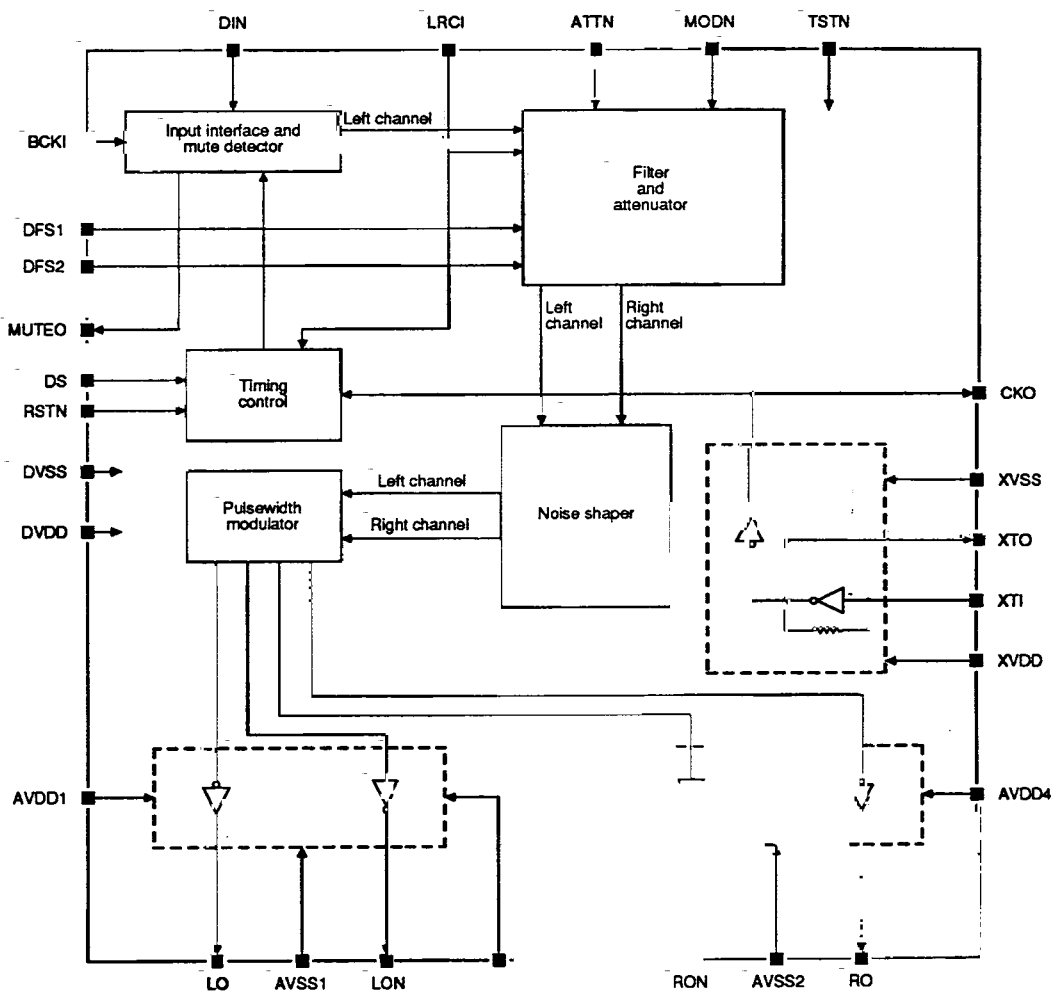 DIN
LRCI
ATTN
MODN
TSTN
BCKI
Input interface and
mute detector
Left channel
Filter
and
attenuator
DFS1
DFS2
MUTEO
Left
channel
Right
channel
DS
RSTN
Timing
control
CKO
DVSS
DVDD
Pulsewidth
modulator
Left channel
Right channel
Noise shaper
XVSS
XTO
XTI
XVDD
AVDD1
AVDD4
LO
AVSS1
LON
RON
AVSS2
RO